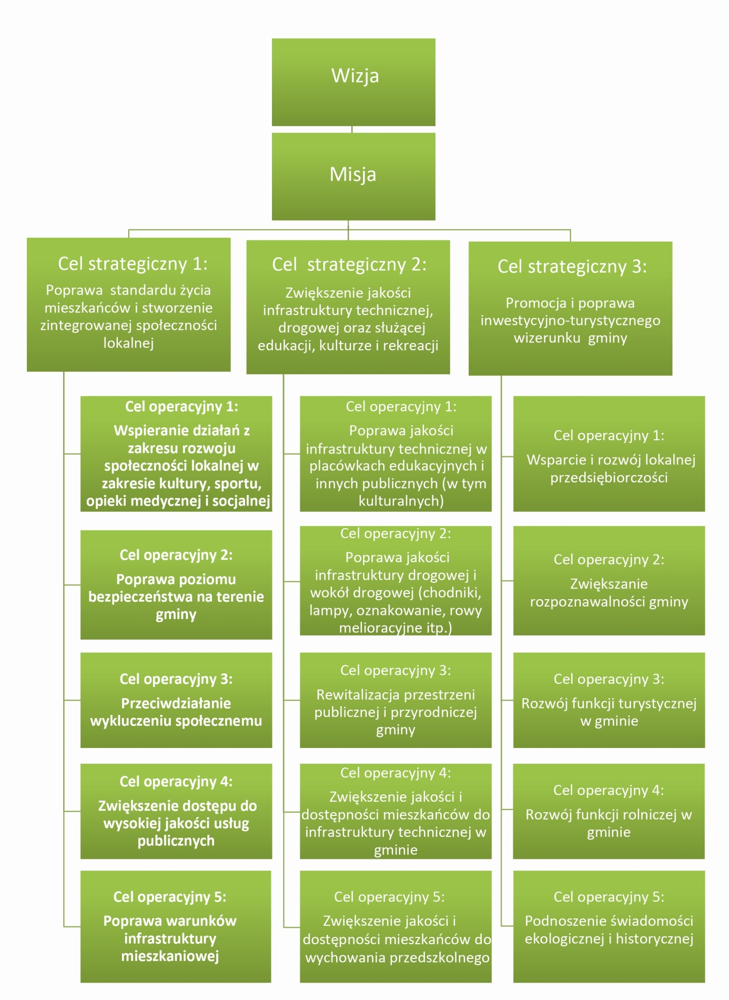 Wizja
Misja
Cel strategiczny 1:
Poprawa standardu życia
mieszkańców i stworzenie
zintegrowanej społeczności
lokalnej
Cel operacyjny 1:
Wspieranie działań z
zakresu rozwoju
społeczności lokalnej w
zakresie kultury, sportu,
opieki medycznej i socjalnej
Cel operacyjny 2:
Poprawa poziomu
bezpieczeństwa na terenie
gminy
Cel operacyjny 3:
Przeciwdziałanie
wykluczeniu społecznemu
Cel operacyjny 4:
Zwiększenie dostępu do
wysokiej jakości usług
publicznych
Cel operacyjny 5:
Poprawa warunków
infrastruktury
mieszkaniowej
Cel strategiczny 2:
Zwiększenie jakości
infrastruktury technicznej,
drogowej oraz służącej
edukacji, kulturze i rekreacji
Cel operacyjny 1:
Poprawa jakości
infrastruktury technicznej w
placówkach edukacyjnych i
innych publicznych (w tym
kulturalnych)
Cel operacyjny 2:
Poprawa jakości
infrastruktury drogowej i
wokół drogowej (chodniki,
lampy, oznakowanie, rowy
melioracyjne itp.)
Cel operacyjny 3:
Rewitalizacja przestrzeni
publicznej i przyrodniczej
gminy
Cel operacyjny 4:
Zwiększenie jakości i
dostępności mieszkańców do
infrastruktury technicznej w
gminie
Cel operacyjny 5:
Zwiększenie jakości i
dostępności mieszkańców do
wychowania przedszkolnego
Cel strategiczny 3:
Promocja i poprawa
inwestycyjno-turystycznego
wizerunku gminy
Cel operacyjny 1:
Wsparcie i rozwój lokalnej
przedsiębiorczości
Cel operacyjny 2:
Zwiększanie
rozpoznawalności gminy
Cel operacyjny 3:
Rozwój funkcji turystycznej
w gminie
Cel operacyjny 4:
Rozwój funkcji rolniczej w
gminie
Cel operacyjny 5:
Podnoszenie świadomości
ekologicznej i historycznej